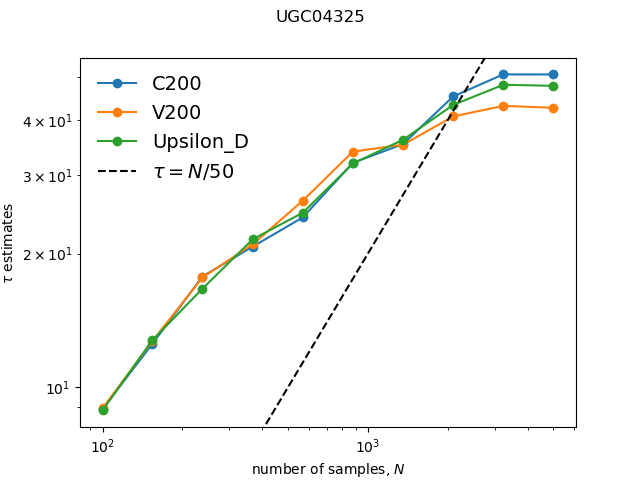 UGC04325
C200
V200
Upsilon_D
τ = N/50
4 × 10¹
3 × 10¹
2 × 10¹
10¹
τ estimates
10² 10³
number of samples, N